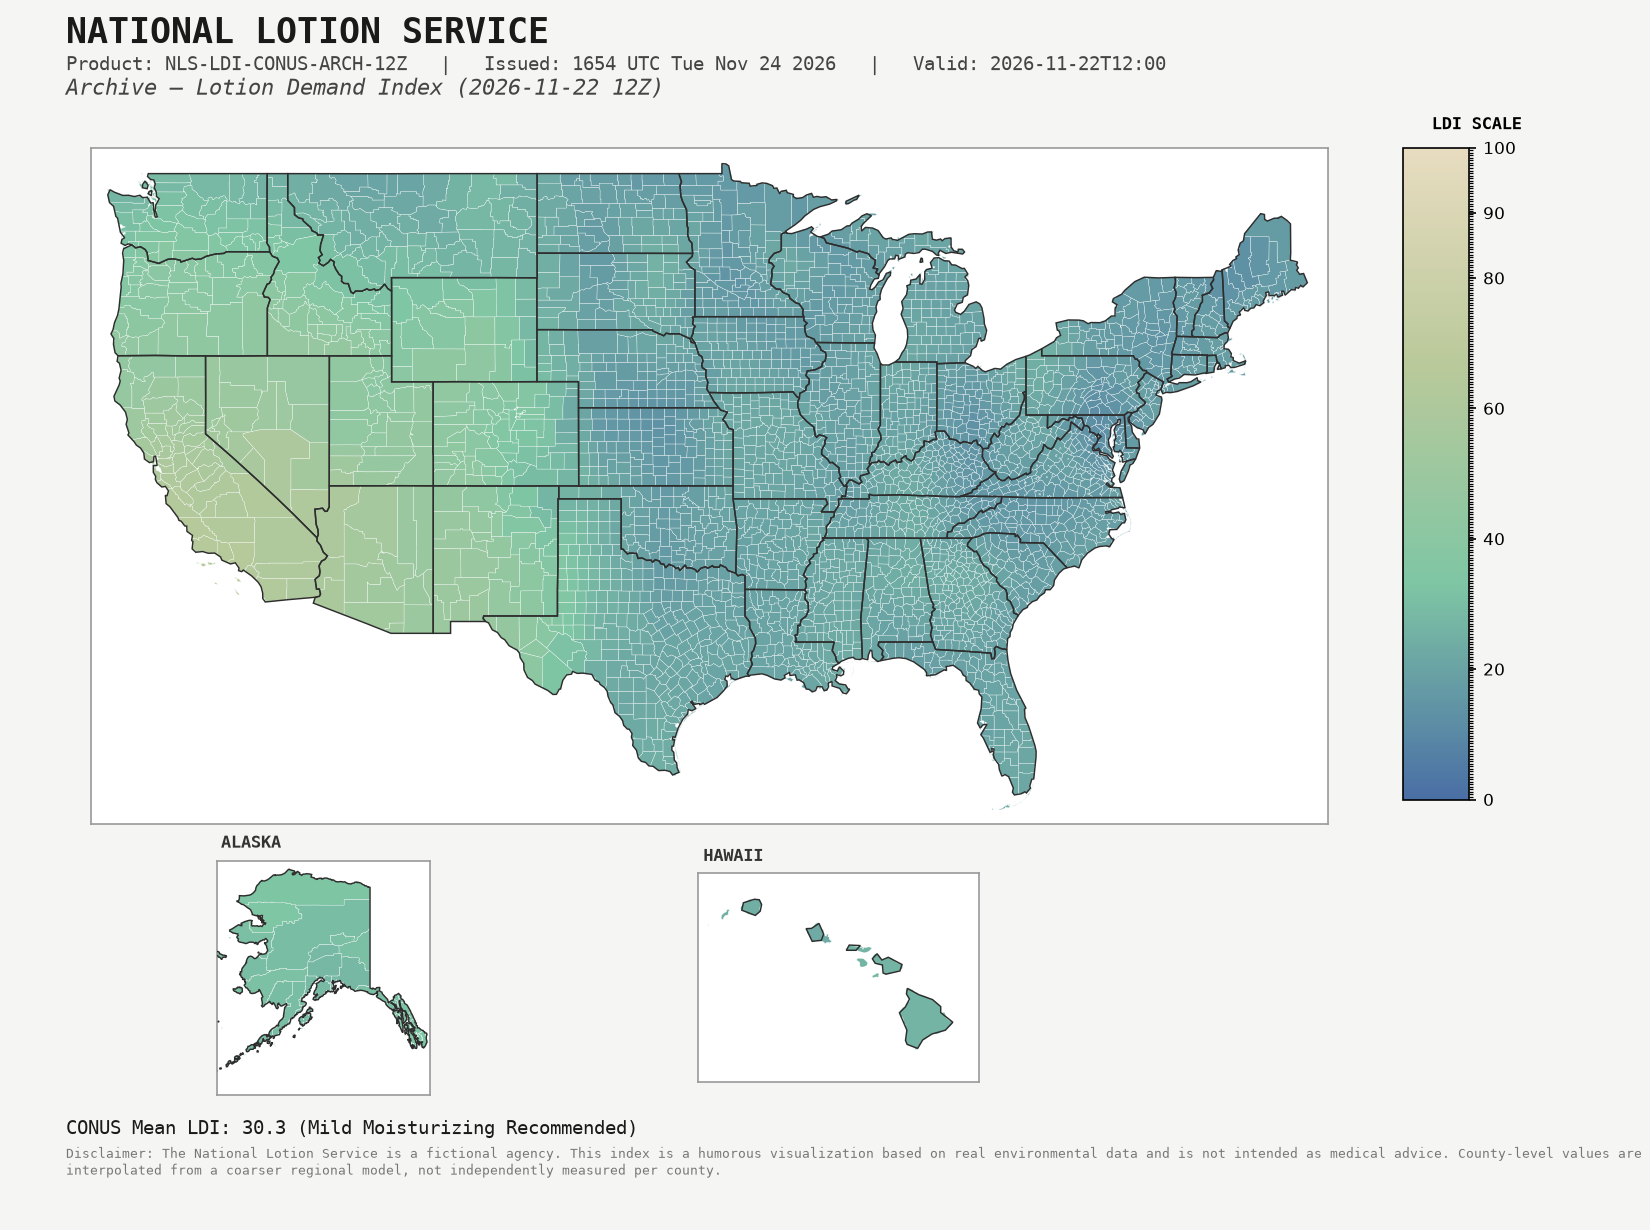 NATIONAL LOTION SERVICE
Product: NLS-LDI-CONUS-ARCH-12Z | Issued: 1654 UTC Tue Nov 24 2026 | Valid: 2026-11-22T12:00
Archive — Lotion Demand Index (2026-11-22 12Z)
LDI SCALE
100
90
80
60
40
20
0
ALASKA
HAWAII
CONUS Mean LDI: 30.3 (Mild Moisturizing Recommended)
Disclaimer: The National Lotion Service is a fictional agency. This index is a humorous visualization based on real environmental data and is not intended as medical advice. County-level values are
interpolated from a coarser regional model, not independently measured per county.